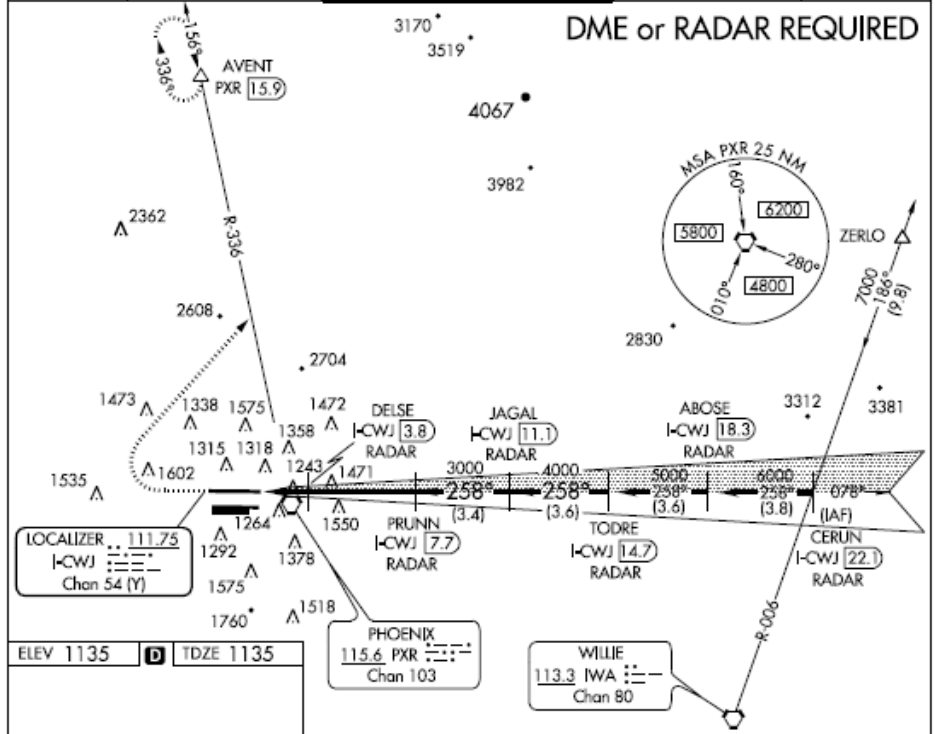 DME or RADAR REQUIRED
3170
3519
156°
336°
AVENT
PXR 15.9
4067
3982
MSA PXR 25 NM
160°
6200
5800
280°
010°
4800
ZERLO
7000
186°
(9.8)
2362
R-336
2608
2830
2704
3312
3381
1473
1338
1575
1472
1315
1318
1358
1602
1535
1243
1471
DELSE
I-CWJ 3.8
RADAR
JAGAL
I-CWJ 11.1
RADAR
ABOSE
I-CWJ 18.3
RADAR
3000
4000
5000
6000
258°
258°
258°
258°
078°
(3.4)
(3.6)
(3.6)
(3.8)
(IAF)
PRUNN
I-CWJ 7.7
RADAR
TODRE
I-CWJ 14.7
RADAR
CERUN
I-CWJ 22.1
RADAR
1264
1550
1292
1378
1575
1760
1518
LOCALIZER 111.75
I-CWJ
Chan 54 (Y)
PHOENIX
115.6 PXR
Chan 103
WILLIE
113.3 IWA
Chan 80
R-006
ELEV 1135 D TDZE 1135